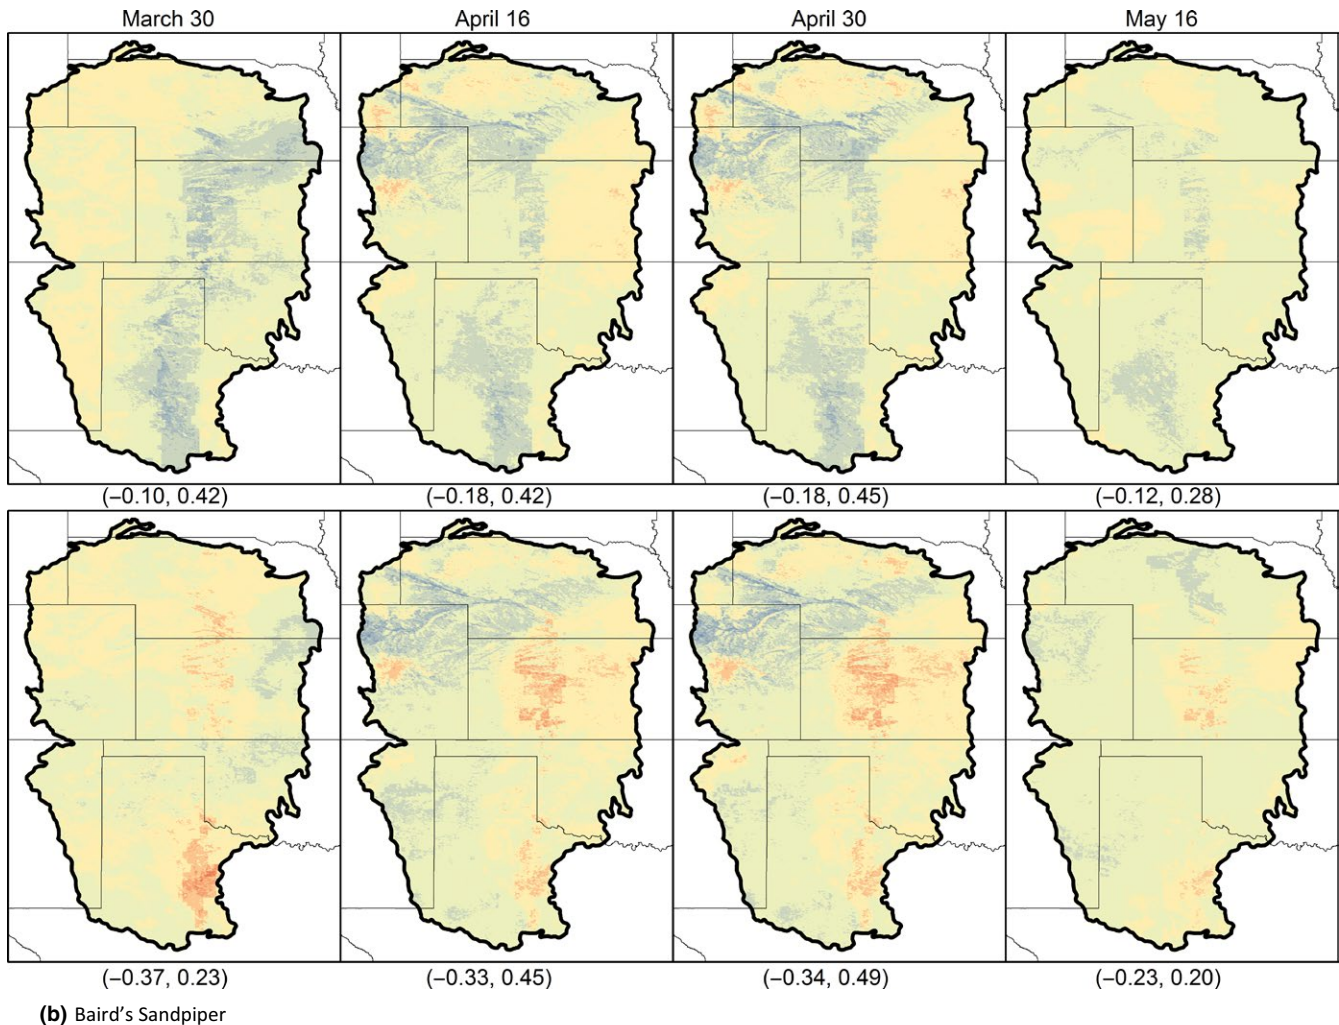 March 30 April 16 April 30 May 16
(−0.10, 0.42) (−0.18, 0.42) (−0.18, 0.45) (−0.12, 0.28)
(−0.37, 0.23) (−0.33, 0.45) (−0.34, 0.49) (−0.23, 0.20)
(b) Baird’s Sandpiper